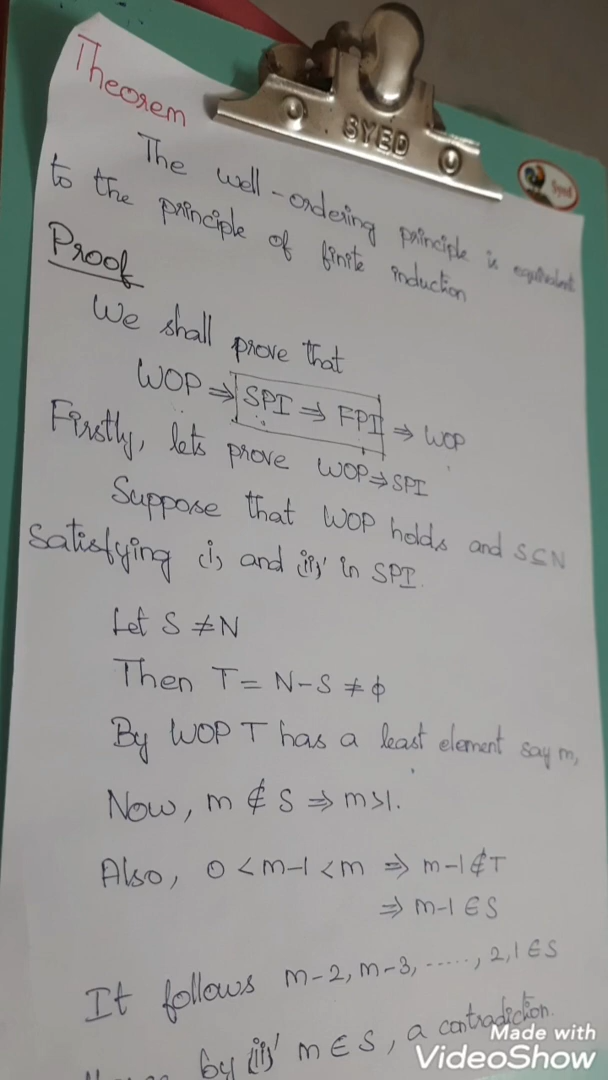 SYED
Syed
Theorem
The well-ordering principle is equivalent
to the principle of finite induction
Proof
We shall prove that
WOP ⇒ SPI ⇒ FPI ⇒ WOP
Firstly, lets prove WOP⇒SPI
Suppose that WOP holds and S⊆N
Satisfying (i) and (ii)' in SPI.
Let S ≠ N
Then T = N-S ≠ ϕ
By WOP T has a least element say m,
Now, m ∉ S ⇒ m>1.
Also, 0 < m-1 < m ⇒ m-1 ∉ T
⇒ m-1 ∈ S
It follows m-2, m-3, ....., 2, 1 ∈ S
by (ii)' m ∈ S, a contradiction.
Made with
VideoShow